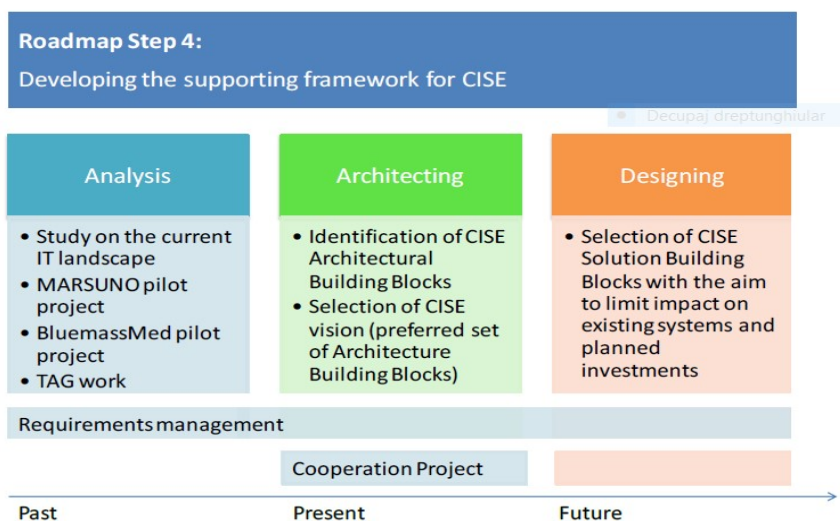 Roadmap Step 4:
Developing the supporting framework for CISE
• Decupaj dreptunghiular
Analysis
• Study on the current
IT landscape
• MARSUNO pilot
project
• BluemassMed pilot
project
• TAG work
Architecting
• Identification of CISE
Architectural
Building Blocks
• Selection of CISE
vision (preferred set
of Architecture
Building Blocks)
Designing
• Selection of CISE
Solution Building
Blocks with the aim
to limit impact on
existing systems and
planned
investments
Requirements management
Cooperation Project
Past
Present
Future